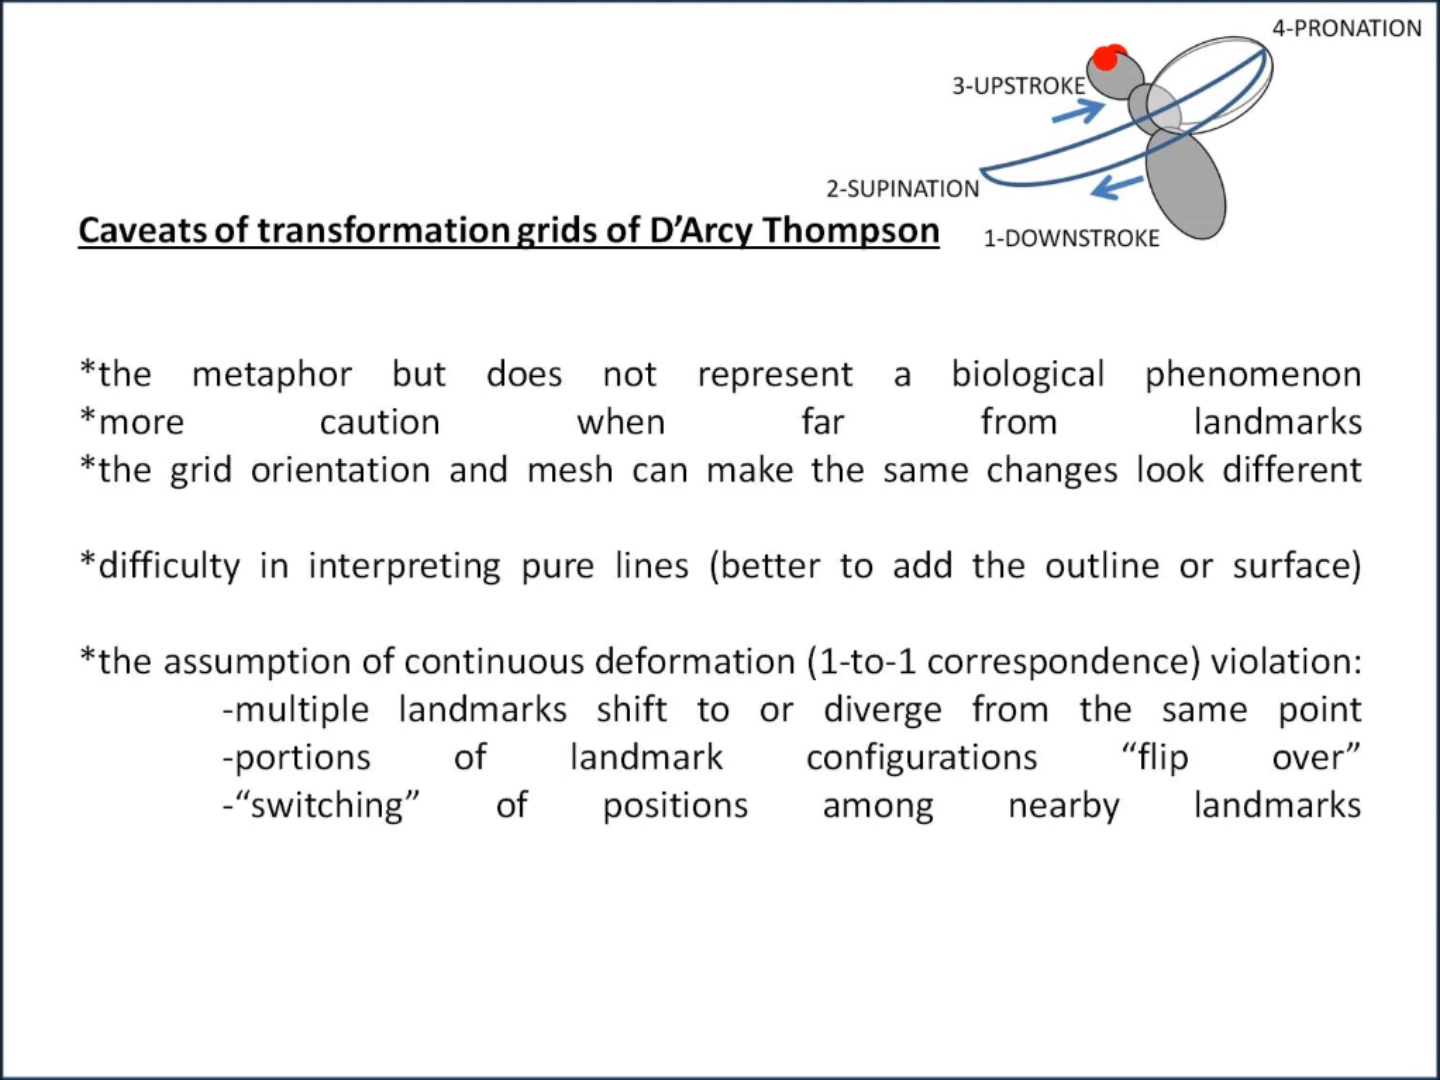 4-PRONATION
3-UPSTROKE
2-SUPINATION
Caveats of transformation grids of D’Arcy Thompson
1-DOWNSTROKE
*the metaphor but does not represent a biological phenomenon
*more caution when far from landmarks
*the grid orientation and mesh can make the same changes look different
*difficulty in interpreting pure lines (better to add the outline or surface)
*the assumption of continuous deformation (1-to-1 correspondence) violation:
-multiple landmarks shift to or diverge from the same point
-portions of landmark configurations “flip over”
-“switching” of positions among nearby landmarks